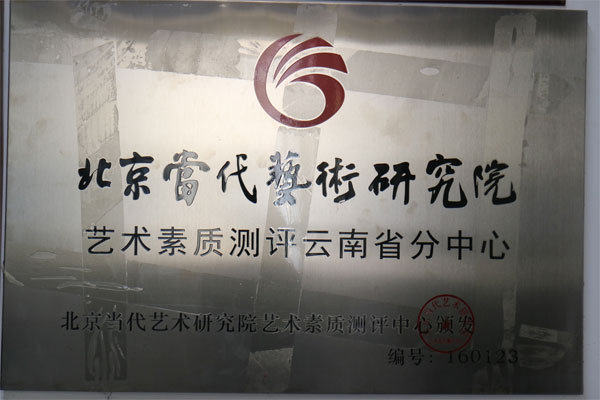 北京當代藝術研究院
艺术素质测评云南省分中心
北京当代艺术研究院艺术素质测评中心颁发
编号：160123